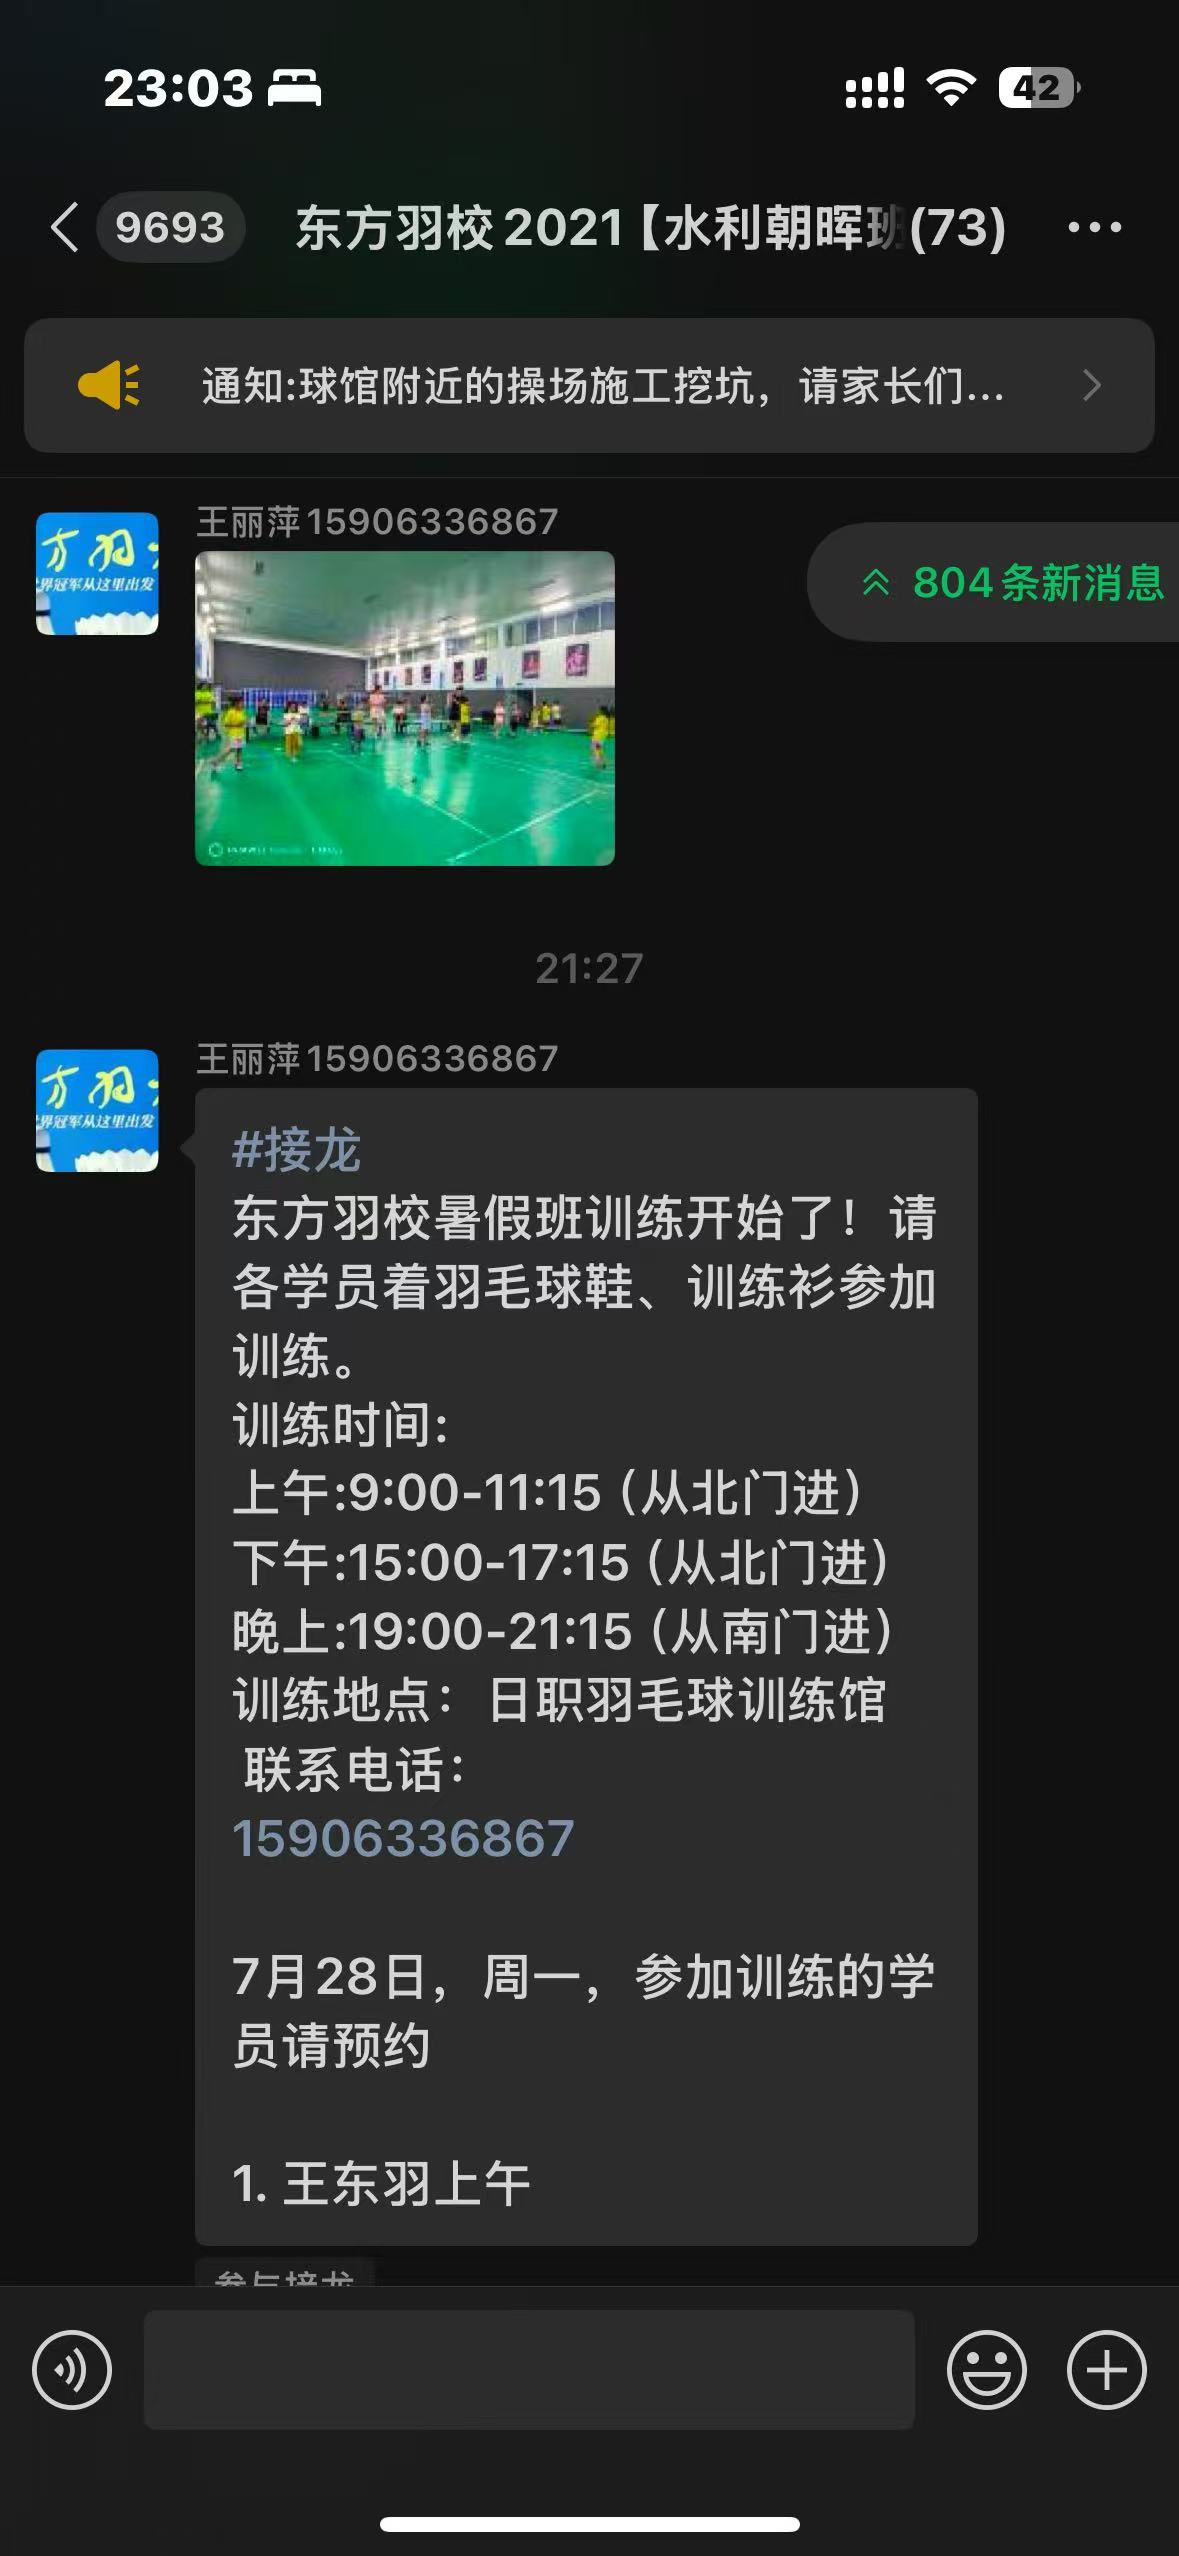 23:03
42
9693
东方羽校2021【水利朝晖班(73)
通知:球馆附近的操场施工挖坑，请家长们...
王丽萍15906336867
方羽
世界冠军从这里出发
804条新消息
21:27
王丽萍15906336867
方羽
世界冠军从这里出发
#接龙
东方羽校暑假班训练开始了！请
各学员着羽毛球鞋、训练衫参加
训练。
训练时间：
上午:9:00-11:15（从北门进）
下午:15:00-17:15（从北门进）
晚上:19:00-21:15（从南门进）
训练地点：日职羽毛球训练馆
联系电话：
15906336867
7月28日，周一，参加训练的学
员请预约
1. 王东羽上午
参与接龙